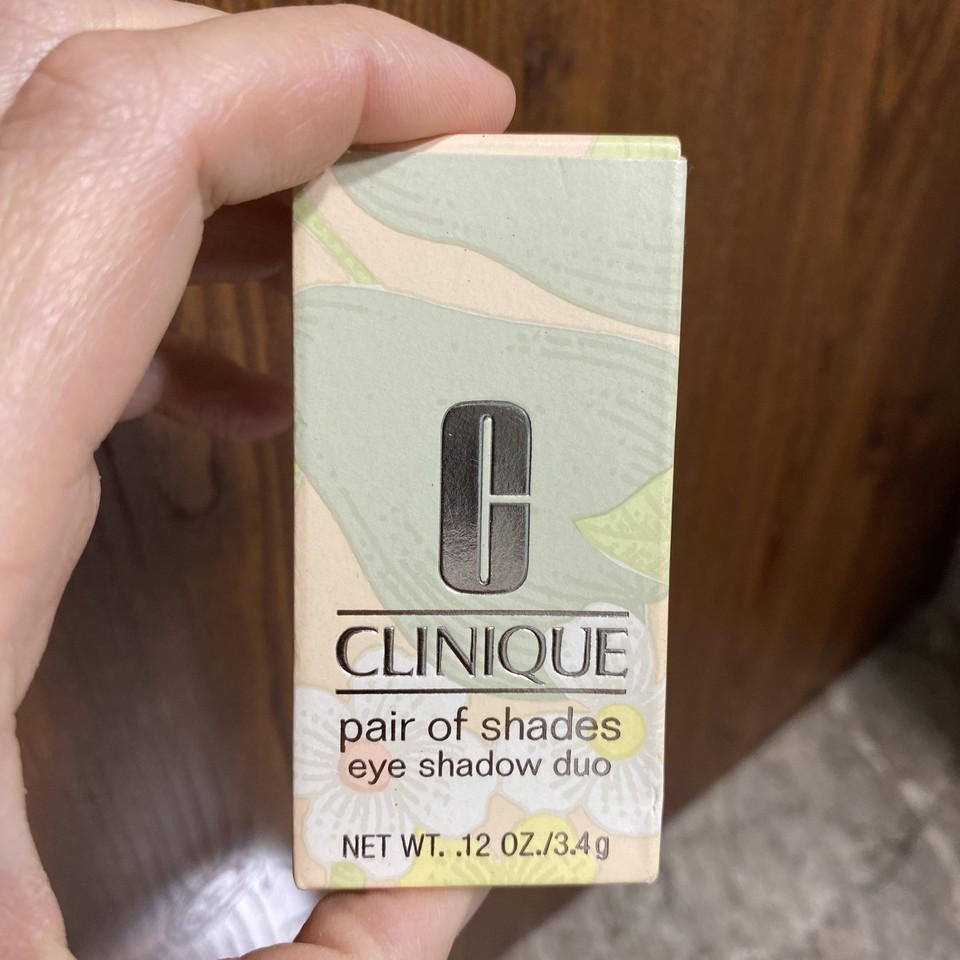 C
CLINIQUE
pair of shades
eye shadow duo
NET WT. .12 OZ./3.4g